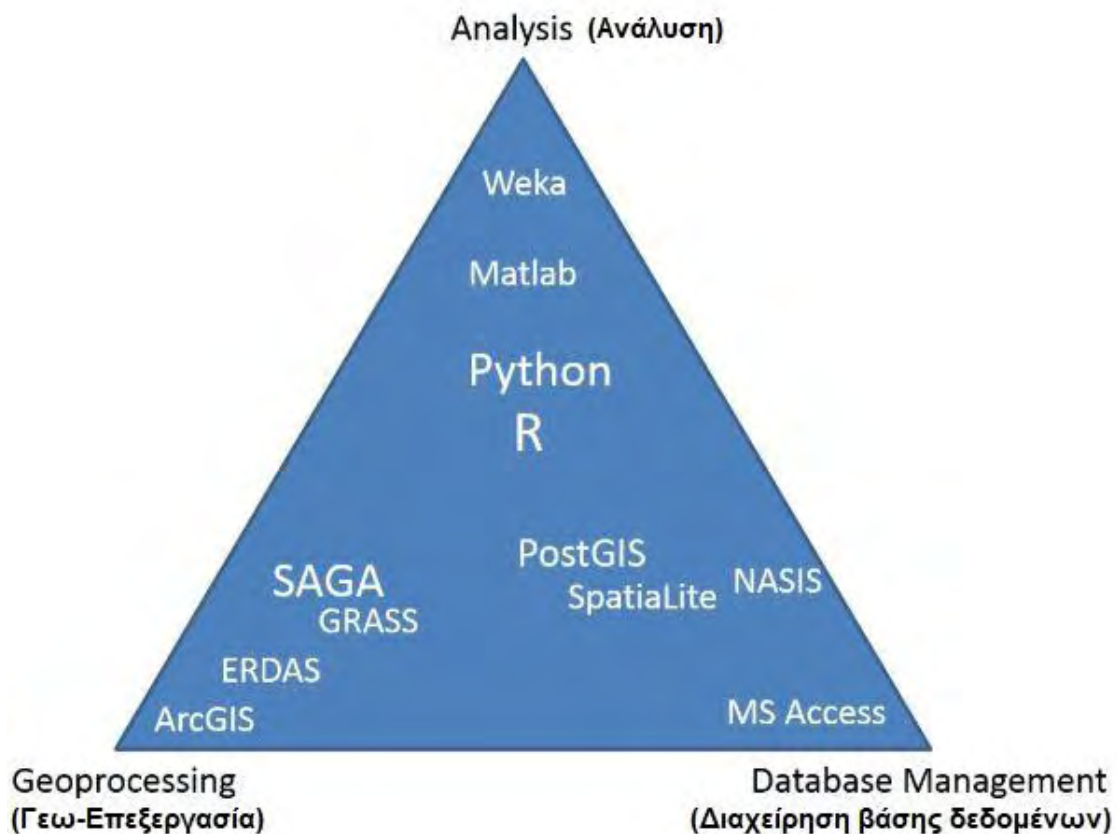 Analysis (Ανάλυση)
Weka
Matlab
Python
R
PostGIS
SAGA
NASIS
SpatiaLite
GRASS
ERDAS
ArcGIS
MS Access
Geoprocessing
(Γεω-Επεξεργασία)
Database Management
(Διαχείρηση βάσης δεδομένων)